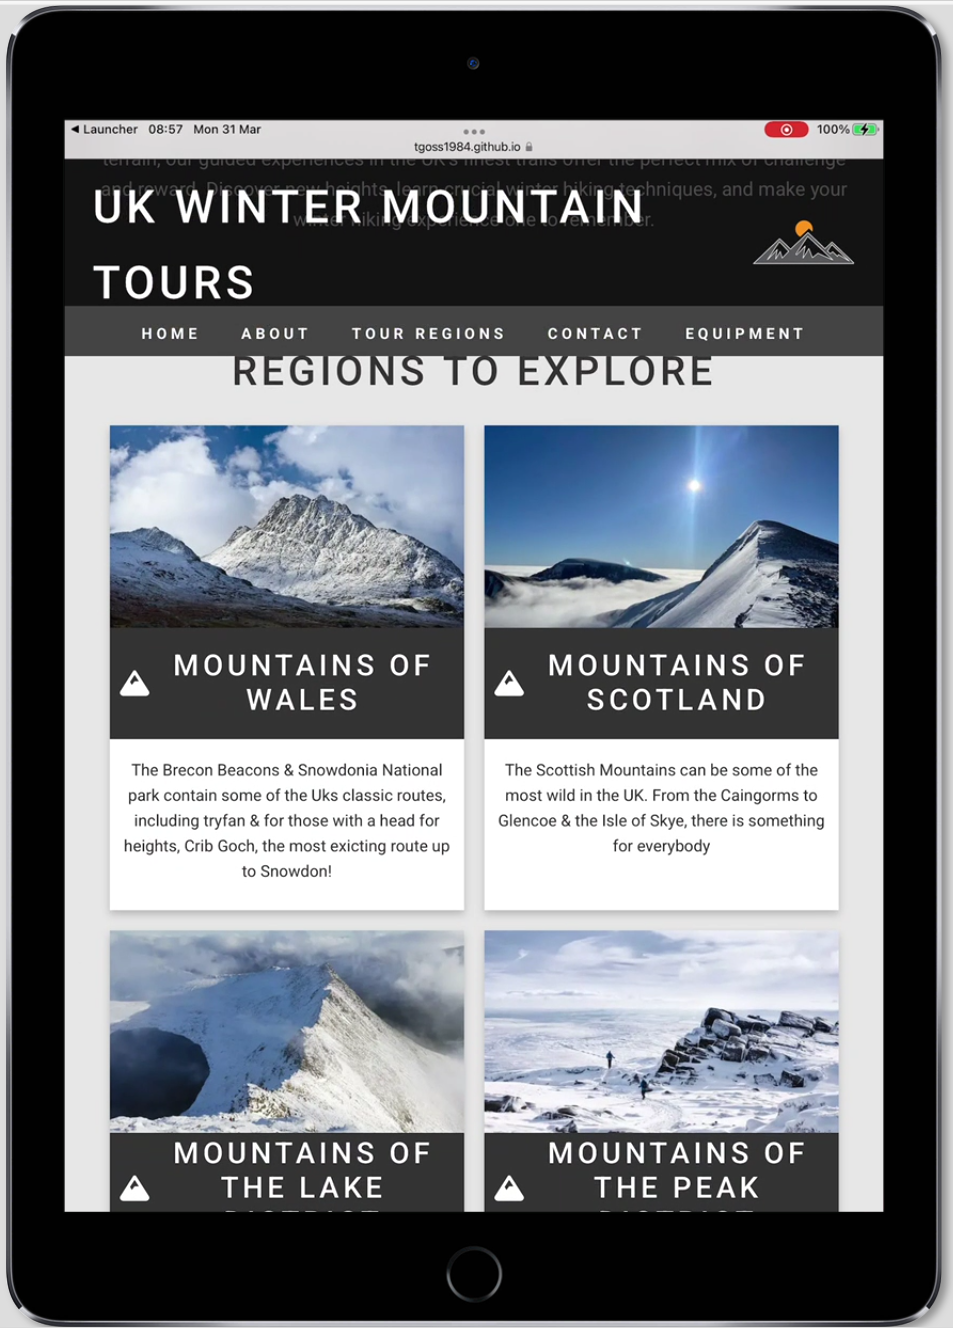 Launcher 08:57 Mon 31 Mar
100%
tgoss1984.github.io
terrain, our guided experiences in the UK's finest trails offer the perfect mix of challenge
and reward. Discover new heights, learn crucial winter hiking techniques, and make your
winter hiking experience one to remember.
UK WINTER MOUNTAIN
TOURS
HOME ABOUT TOUR REGIONS CONTACT EQUIPMENT
REGIONS TO EXPLORE
MOUNTAINS OF
WALES
The Brecon Beacons & Snowdonia National
park contain some of the Uks classic routes,
including tryfan & for those with a head for
heights, Crib Goch, the most exicting route up
to Snowdon!
MOUNTAINS OF
SCOTLAND
The Scottish Mountains can be some of the
most wild in the UK. From the Caingorms to
Glencoe & the Isle of Skye, there is something
for everybody
MOUNTAINS OF
THE LAKE
DISTRICT
MOUNTAINS OF
THE PEAK
DISTRICT